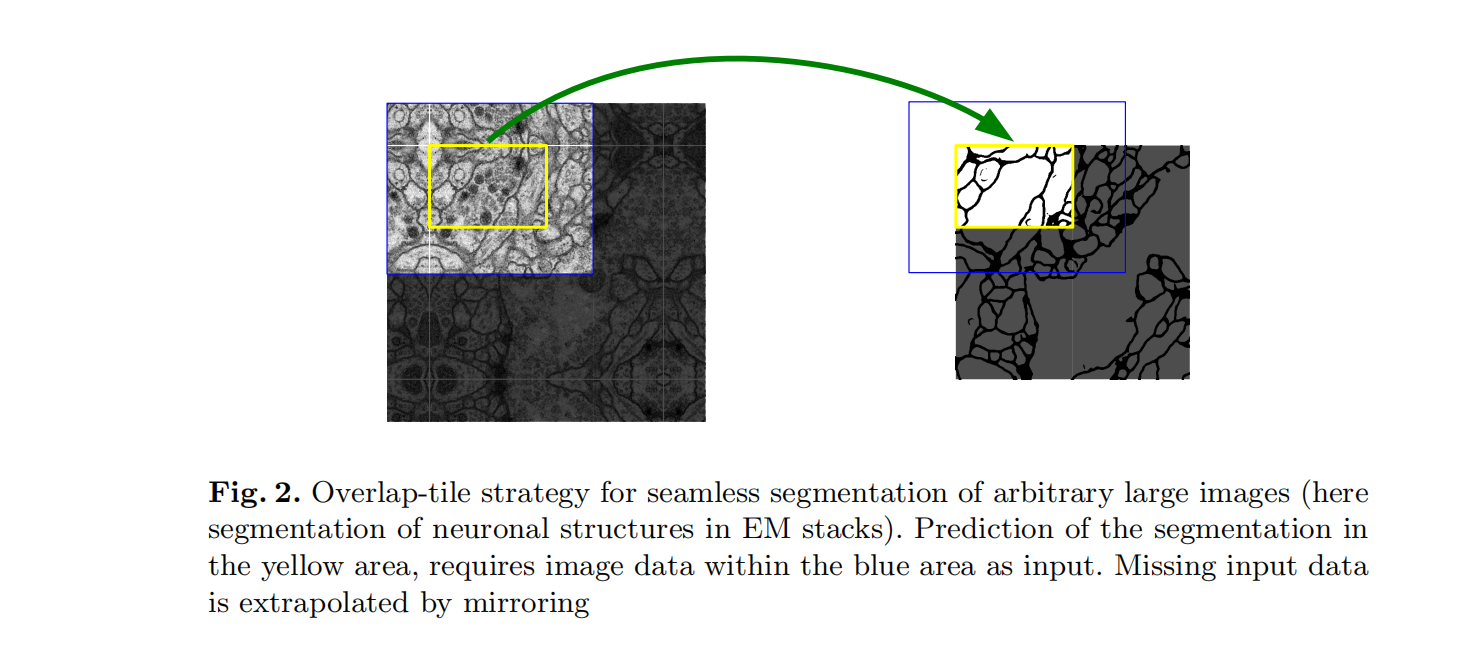 Fig. 2. Overlap-tile strategy for seamless segmentation of arbitrary large images (here
segmentation of neuronal structures in EM stacks). Prediction of the segmentation in
the yellow area, requires image data within the blue area as input. Missing input data
is extrapolated by mirroring